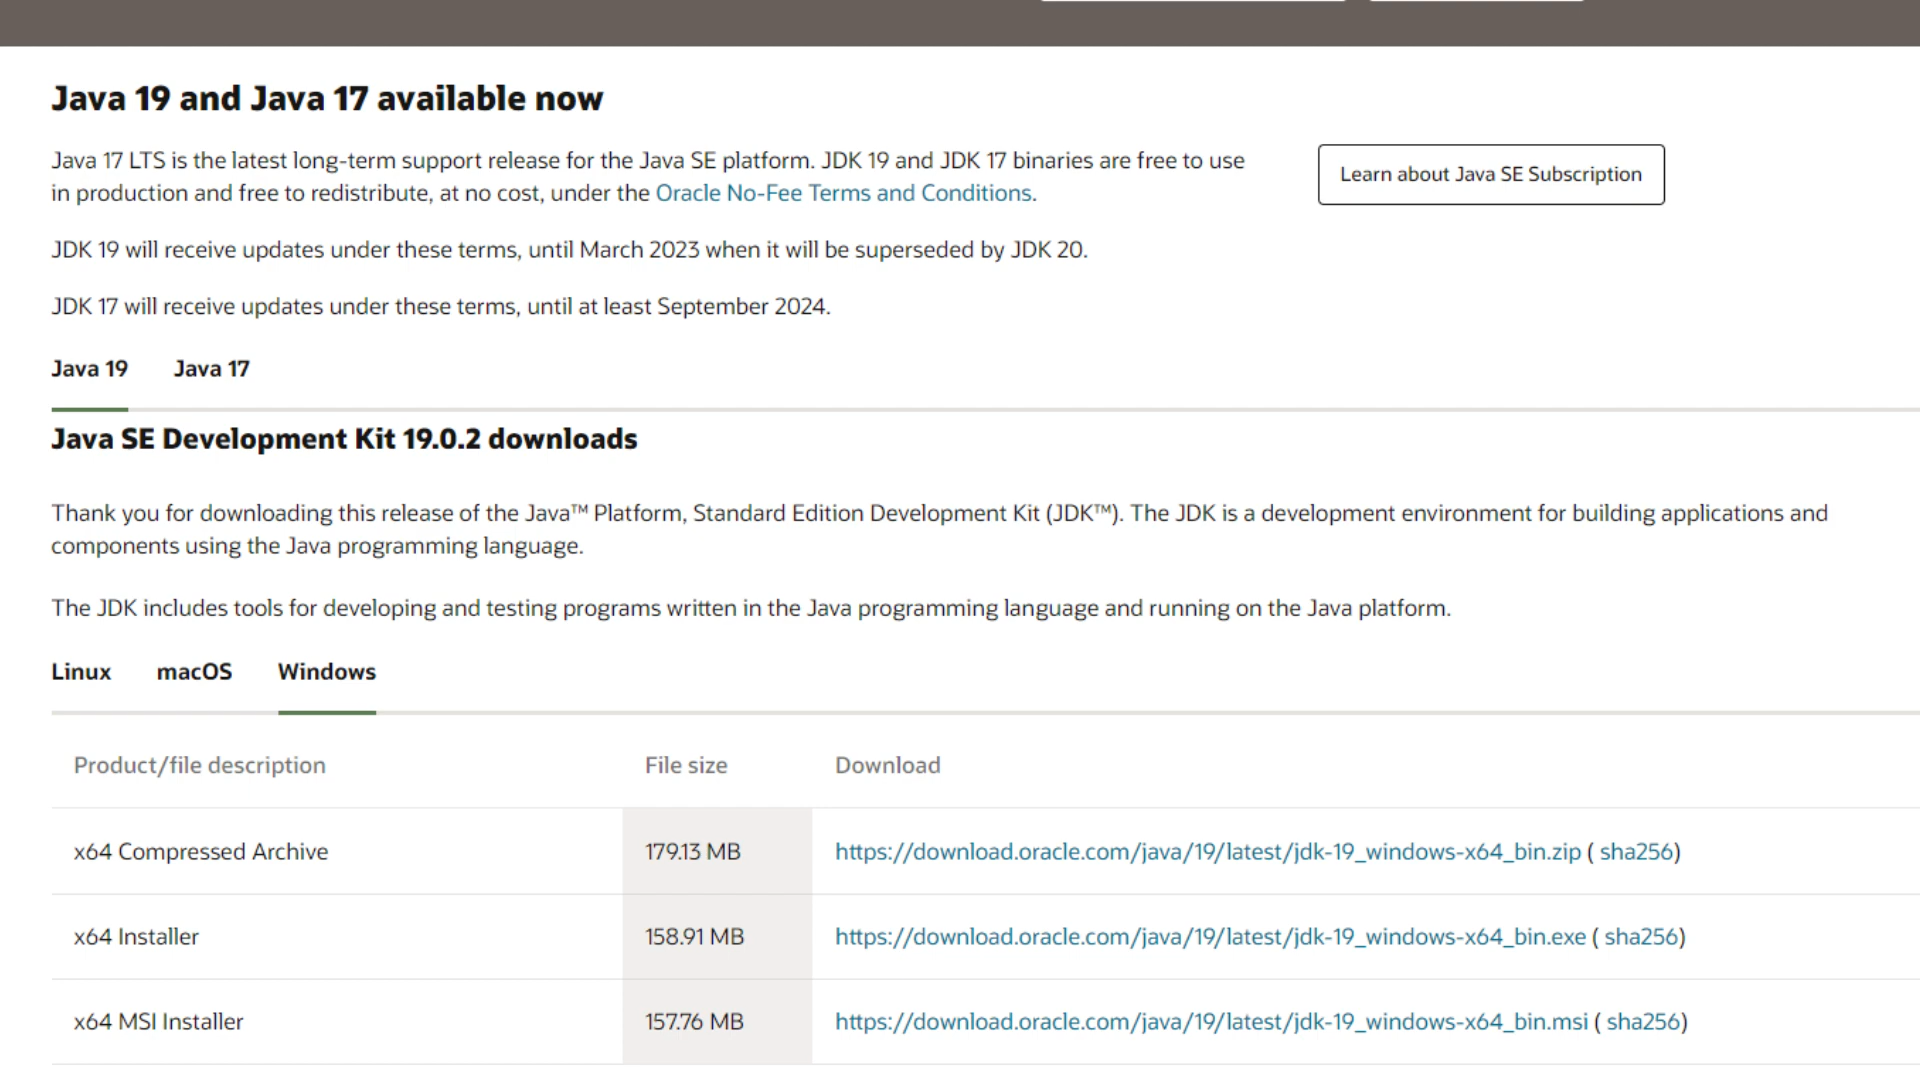 Java 19 and Java 17 available now
Java 17 LTS is the latest long-term support release for the Java SE platform. JDK 19 and JDK 17 binaries are free to use
in production and free to redistribute, at no cost, under the Oracle No-Fee Terms and Conditions.
Learn about Java SE Subscription
JDK 19 will receive updates under these terms, until March 2023 when it will be superseded by JDK 20.
JDK 17 will receive updates under these terms, until at least September 2024.
Java 19 Java 17
Java SE Development Kit 19.0.2 downloads
Thank you for downloading this release of the Java™ Platform, Standard Edition Development Kit (JDK™). The JDK is a development environment for building applications and
components using the Java programming language.
The JDK includes tools for developing and testing programs written in the Java programming language and running on the Java platform.
Linux macOS Windows
Product/file description File size Download
x64 Compressed Archive 179.13 MB https://download.oracle.com/java/19/latest/jdk-19_windows-x64_bin.zip ( sha256)
x64 Installer 158.91 MB https://download.oracle.com/java/19/latest/jdk-19_windows-x64_bin.exe ( sha256)
x64 MSI Installer 157.76 MB https://download.oracle.com/java/19/latest/jdk-19_windows-x64_bin.msi ( sha256)